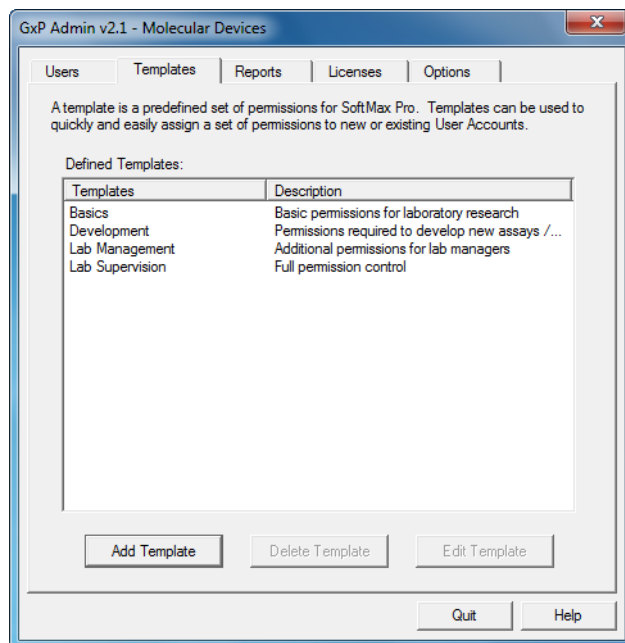 GxP Admin v2.1 - Molecular Devices
Users Templates Reports Licenses Options
A template is a predefined set of permissions for SoftMax Pro. Templates can be used to
quickly and easily assign a set of permissions to new or existing User Accounts.
Defined Templates:
Templates Description
Basics Basic permissions for laboratory research
Development Permissions required to develop new assays /...
Lab Management Additional permissions for lab managers
Lab Supervision Full permission control
Add Template Delete Template Edit Template
Quit Help